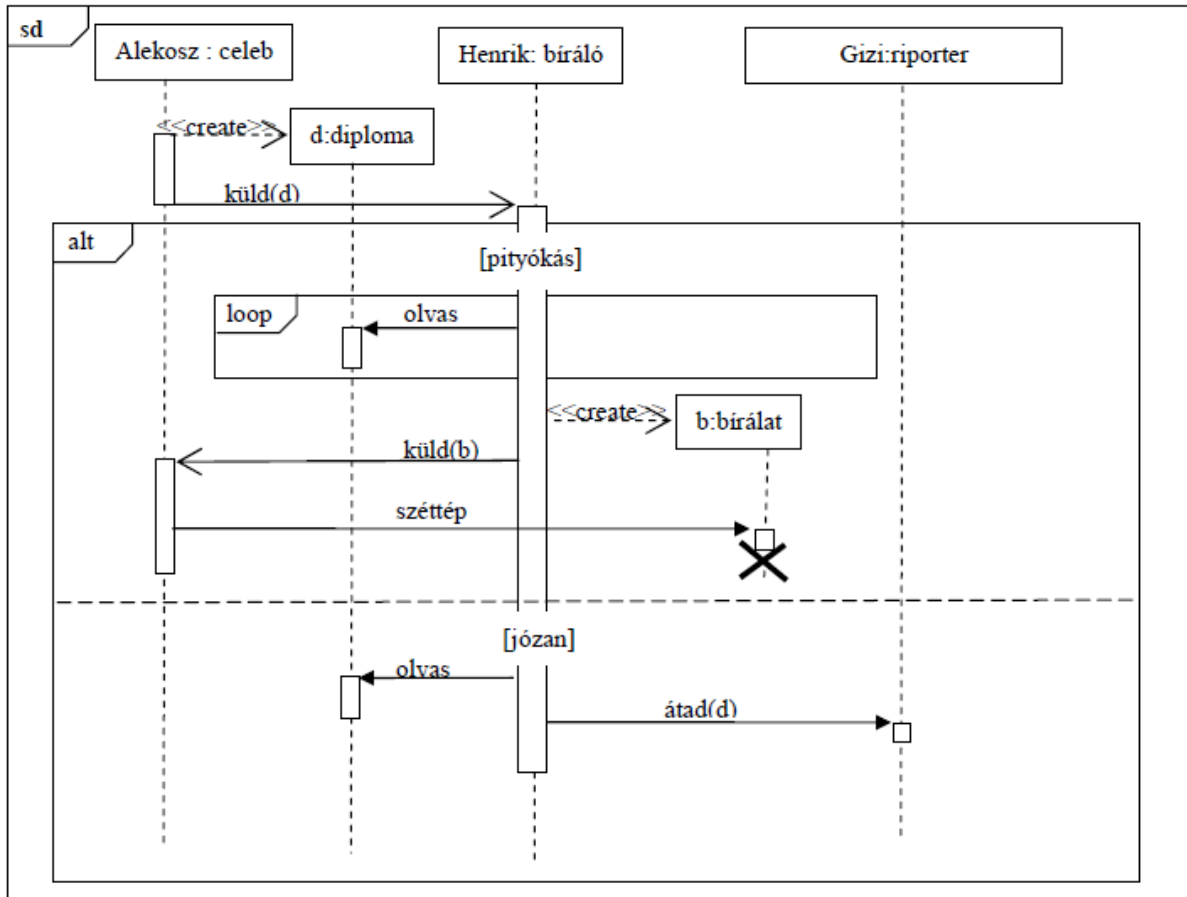 sd
Alekosz : celeb
Henrik: bíráló
Gizi:riporter
<<create>>
d:diploma
küld(d)
alt
[pityókás]
loop
olvas
<<create>>
b:bírálat
küld(b)
széttép
[józan]
olvas
átad(d)